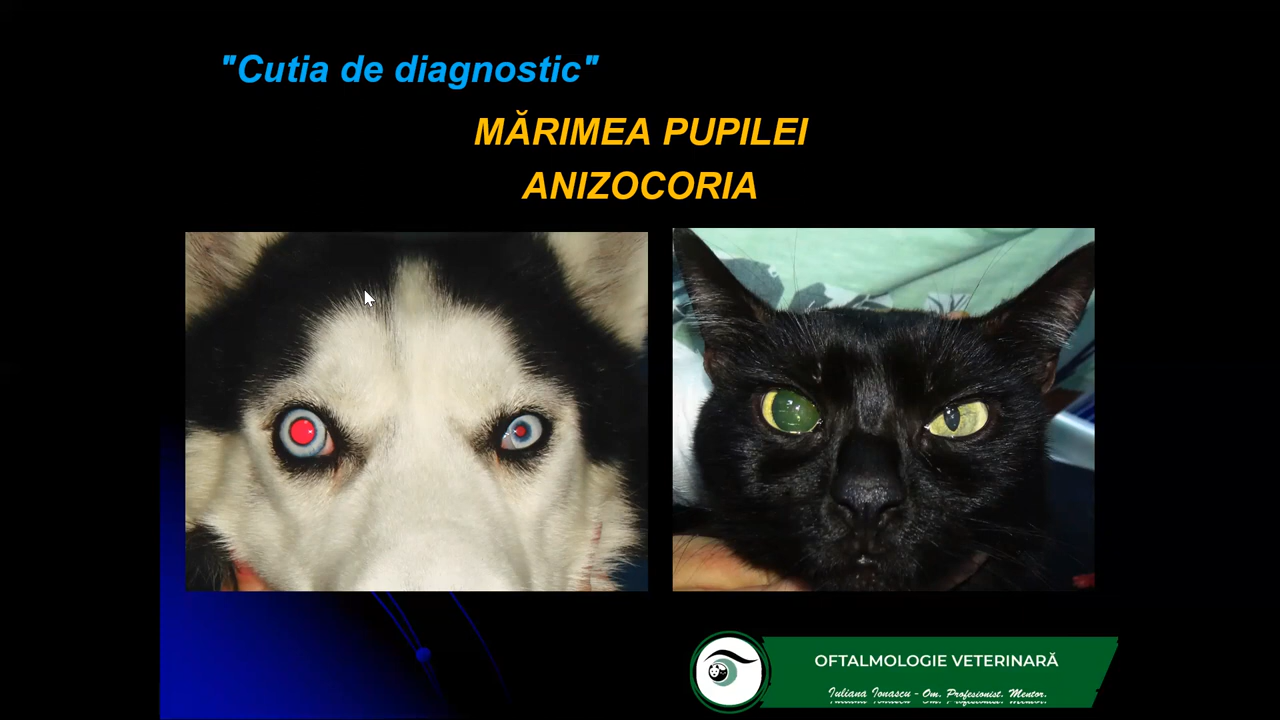 "Cutia de diagnostic"
MĂRIMEA PUPILEI
ANIZOCORIA
OFTALMOLOGIE VETERINARĂ
Iuliana Ionascu - Om. Profesionist. Mentor.